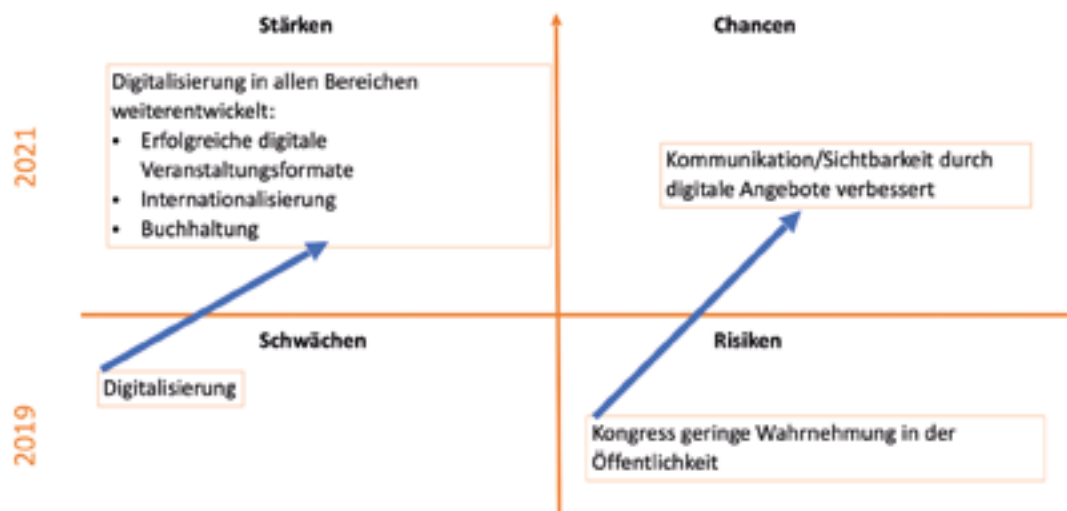 Stärken
Chancen
2021
Digitalisierung in allen Bereichen
weiterentwickelt:
• Erfolgreiche digitale
Veranstaltungsformate
• Internationalisierung
• Buchhaltung
Kommunikation/Sichtbarkeit durch
digitale Angebote verbessert
Schwächen
Risiken
2019
Digitalisierung
Kongress geringe Wahrnehmung in der
Öffentlichkeit